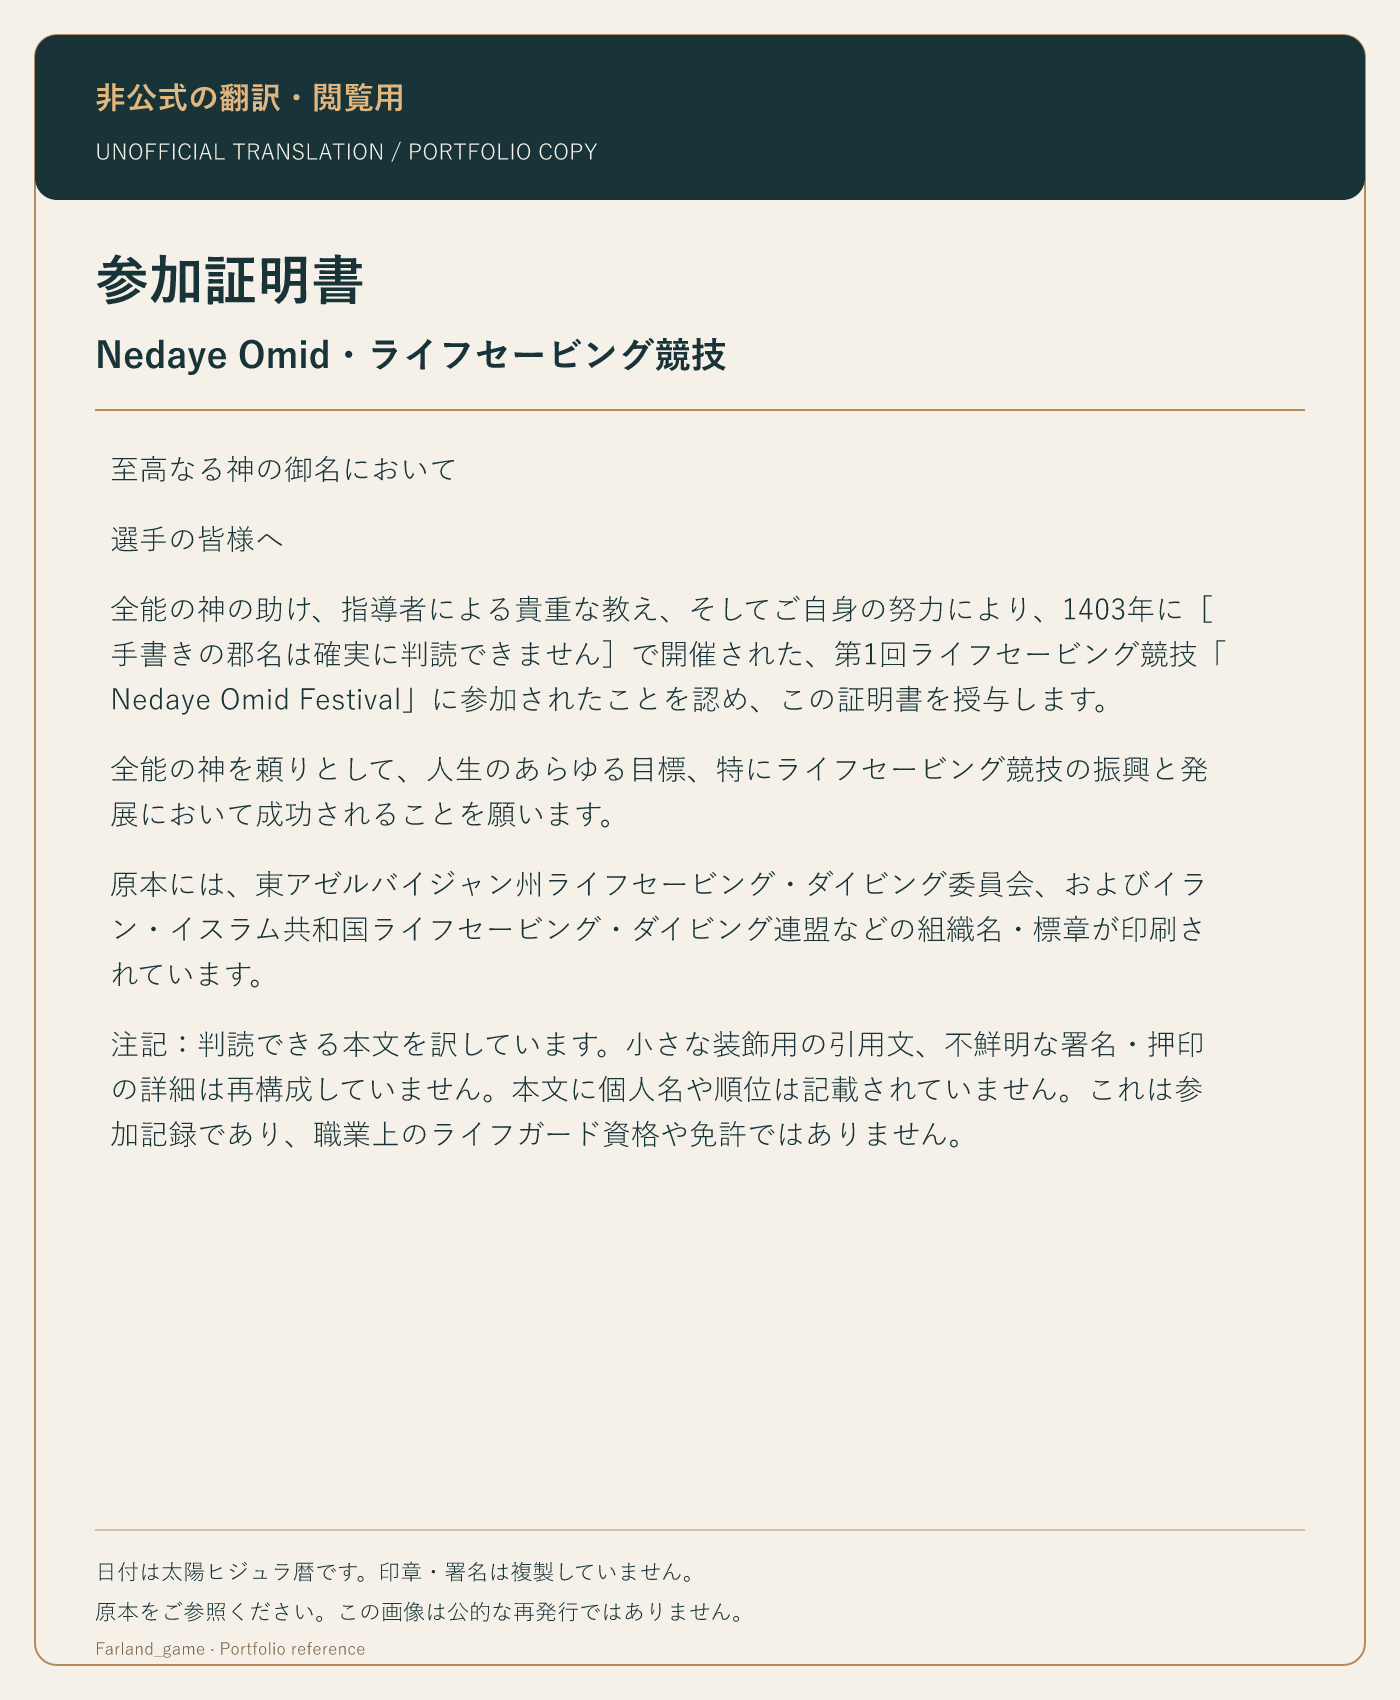 非公式の翻訳・閲覧用
UNOFFICIAL TRANSLATION / PORTFOLIO COPY
参加証明書
Nedaye Omid・ライフセービング競技
至高なる神の御名において
選手の皆様へ
全能の神の助け、指導者による貴重な教え、そしてご自身の努力により、1403年に［
手書きの郡名は確実に判読できません］で開催された、第1回ライフセービング競技「
Nedaye Omid Festival」に参加されたことを認め、この証明書を授与します。
全能の神を頼りとして、人生のあらゆる目標、特にライフセービング競技の振興と発
展において成功されることを願います。
原本には、東アゼルバイジャン州ライフセービング・ダイビング委員会、およびイラ
ン・イスラム共和国ライフセービング・ダイビング連盟などの組織名・標章が印刷さ
れています。
注記：判読できる本文を訳しています。小さな装飾用の引用文、不鮮明な署名・押印
の詳細は再構成していません。本文に個人名や順位は記載されていません。これは参
加記録であり、職業上のライフガード資格や免許ではありません。
日付は太陽ヒジュラ暦です。印章・署名は複製していません。
原本をご参照ください。この画像は公的な再発行ではありません。
Farland_game · Portfolio reference